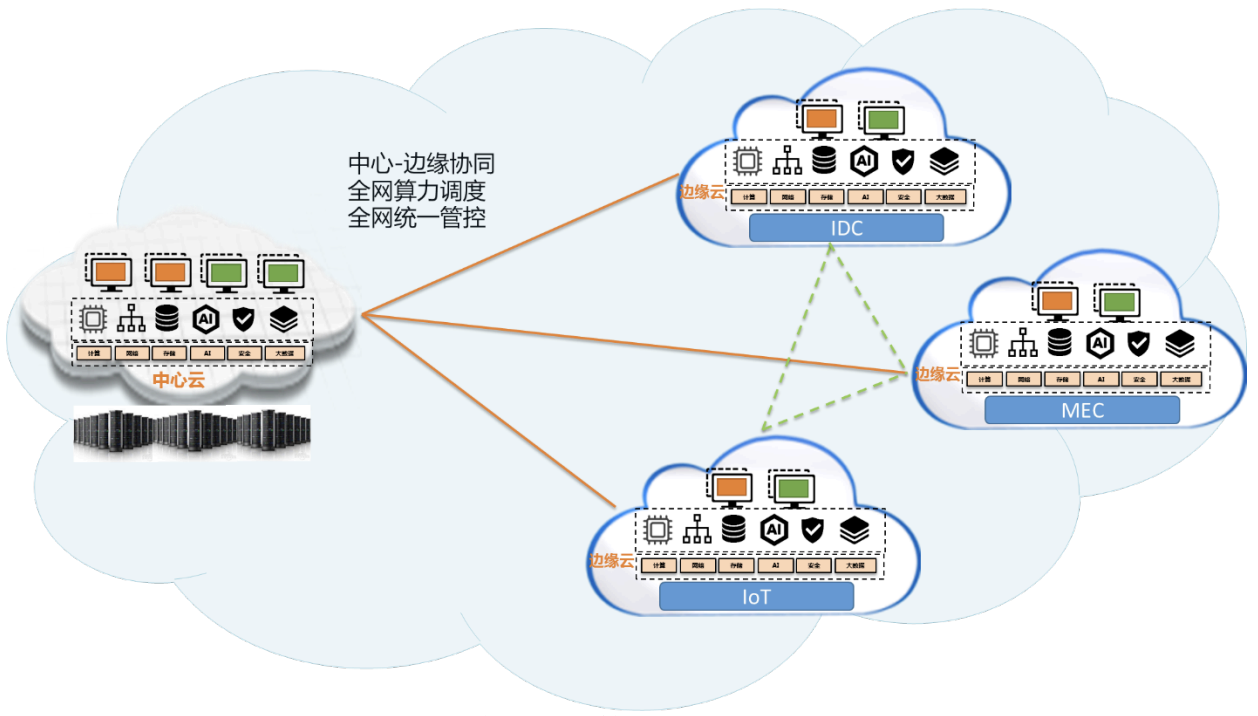 中心-边缘协同
全网算力调度
全网统一管控
AI
计算 网络 存储 AI 安全 大数据
中心云
AI
边缘云
计算 网络 存储 AI 安全 大数据
IDC
AI
边缘云
计算 网络 存储 AI 安全 大数据
MEC
AI
边缘云
计算 网络 存储 AI 安全 大数据
IoT